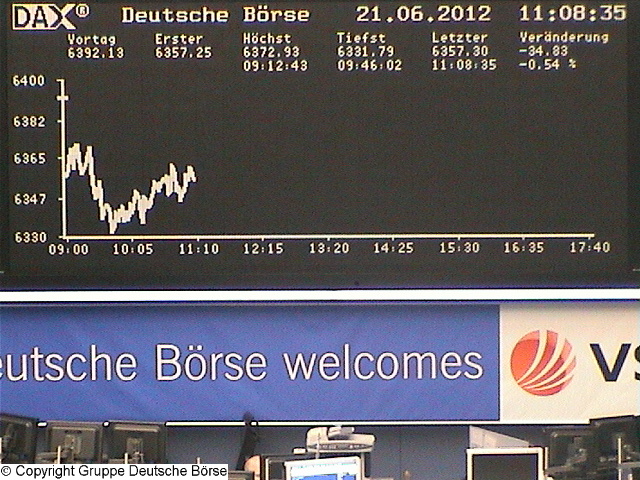 DAX® Deutsche Börse 21.06.2012 11:08:35
Vortag Erster Höchst Tiefst Letzter Veränderung
6392.13 6357.25 6372.93 6331.79 6357.30 -34.83
09:12:43 09:46:02 11:08:35 -0.54 %
6400
6382
6365
6347
6330
09:00 10:05 11:10 12:15 13:20 14:25 15:30 16:35 17:40
eutsche Börse welcomes VS
© Copyright Gruppe Deutsche Börse